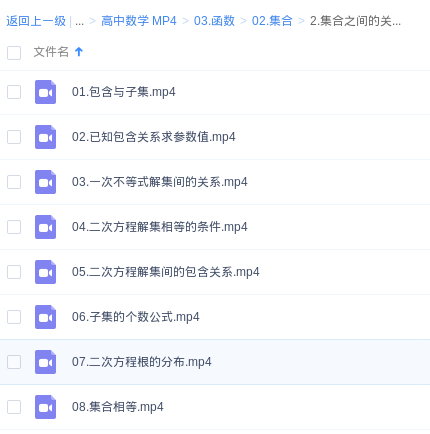 返回上一级 | ... > 高中数学 MP4 > 03.函数 > 02.集合 > 2.集合之间的关...
文件名
01.包含与子集.mp4
02.已知包含关系求参数值.mp4
03.一次不等式解集间的关系.mp4
04.二次方程解集相等的条件.mp4
05.二次方程解集间的包含关系.mp4
06.子集的个数公式.mp4
07.二次方程根的分布.mp4
08.集合相等.mp4